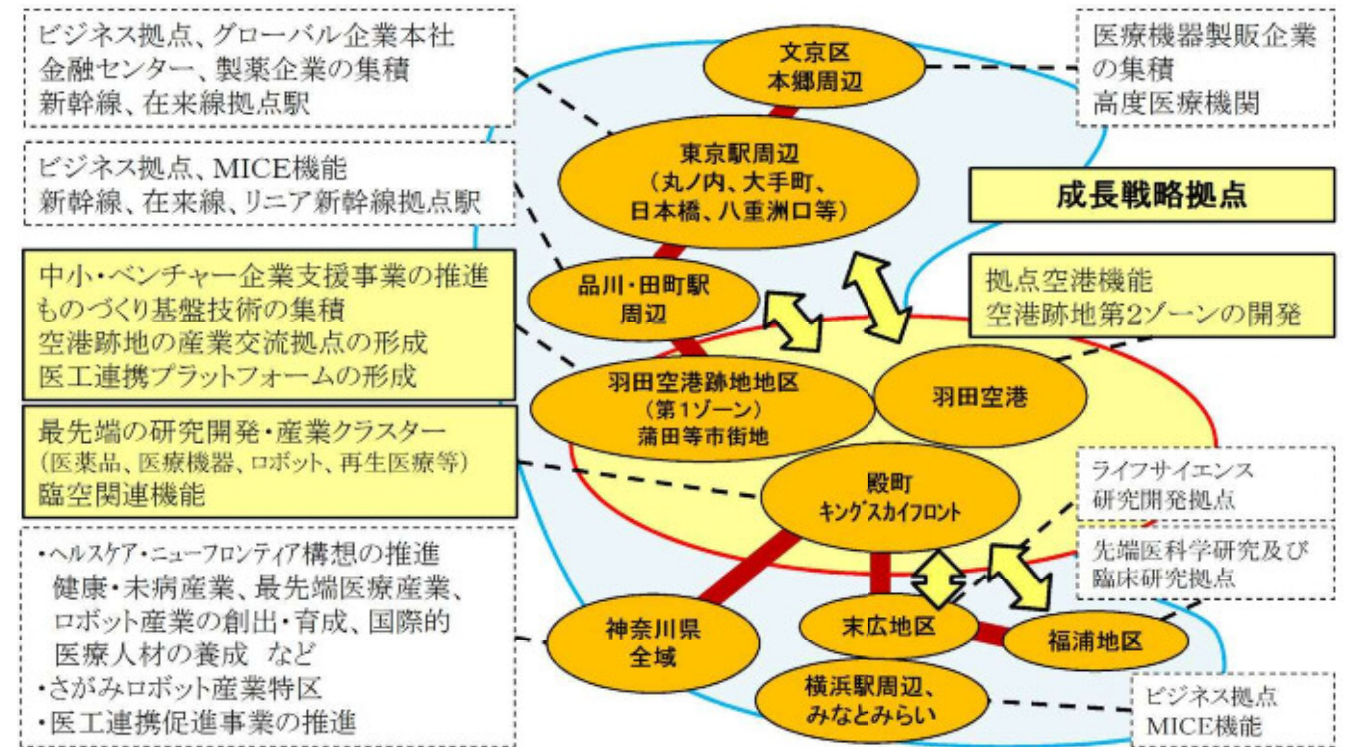 ビジネス拠点、グローバル企業本社
金融センター、製薬企業の集積
新幹線、在来線拠点駅
ビジネス拠点、MICE機能
新幹線、在来線、リニア新幹線拠点駅
中小・ベンチャー企業支援事業の推進
ものづくり基盤技術の集積
空港跡地の産業交流拠点の形成
医工連携プラットフォームの形成
最先端の研究開発・産業クラスター
（医薬品、医療機器、ロボット、再生医療等）
臨空関連機能
・ヘルスケア・ニューフロンティア構想の推進
健康・未病産業、最先端医療産業、
ロボット産業の創出・育成、国際的
医療人材の養成 など
・さがみロボット産業特区
・医工連携促進事業の推進
文京区
本郷周辺
東京駅周辺
（丸ノ内、大手町、
日本橋、八重洲口等）
品川・田町駅
周辺
羽田空港跡地地区
（第1ゾーン）
蒲田等市街地
羽田空港
殿町
キングスカイフロント
神奈川県
全域
末広地区
福浦地区
横浜駅周辺、
みなとみらい
医療機器製販企業
の集積
高度医療機関
成長戦略拠点
拠点空港機能
空港跡地第2ゾーンの開発
ライフサイエンス
研究開発拠点
先端医科学研究及び
臨床研究拠点
ビジネス拠点
MICE機能